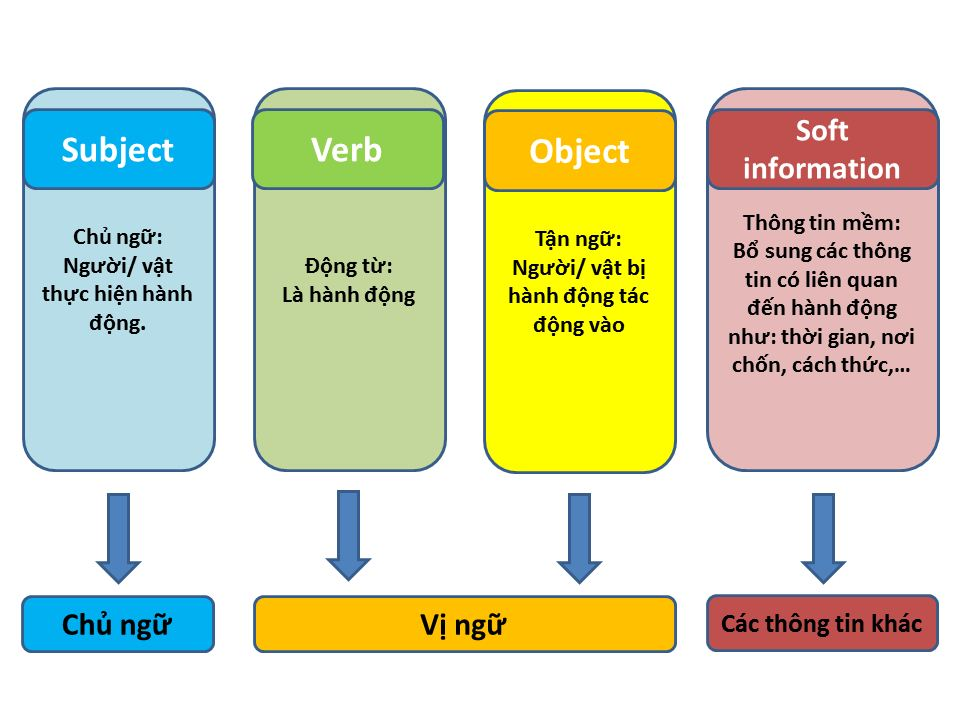 Subject
Chủ ngữ:
Người/ vật
thực hiện hành
động.
Verb
Động từ:
Là hành động
Object
Tận ngữ:
Người/ vật bị
hành động tác
động vào
Soft
information
Thông tin mềm:
Bổ sung các thông
tin có liên quan
đến hành động
như: thời gian, nơi
chốn, cách thức,...
Chủ ngữ
Vị ngữ
Các thông tin khác